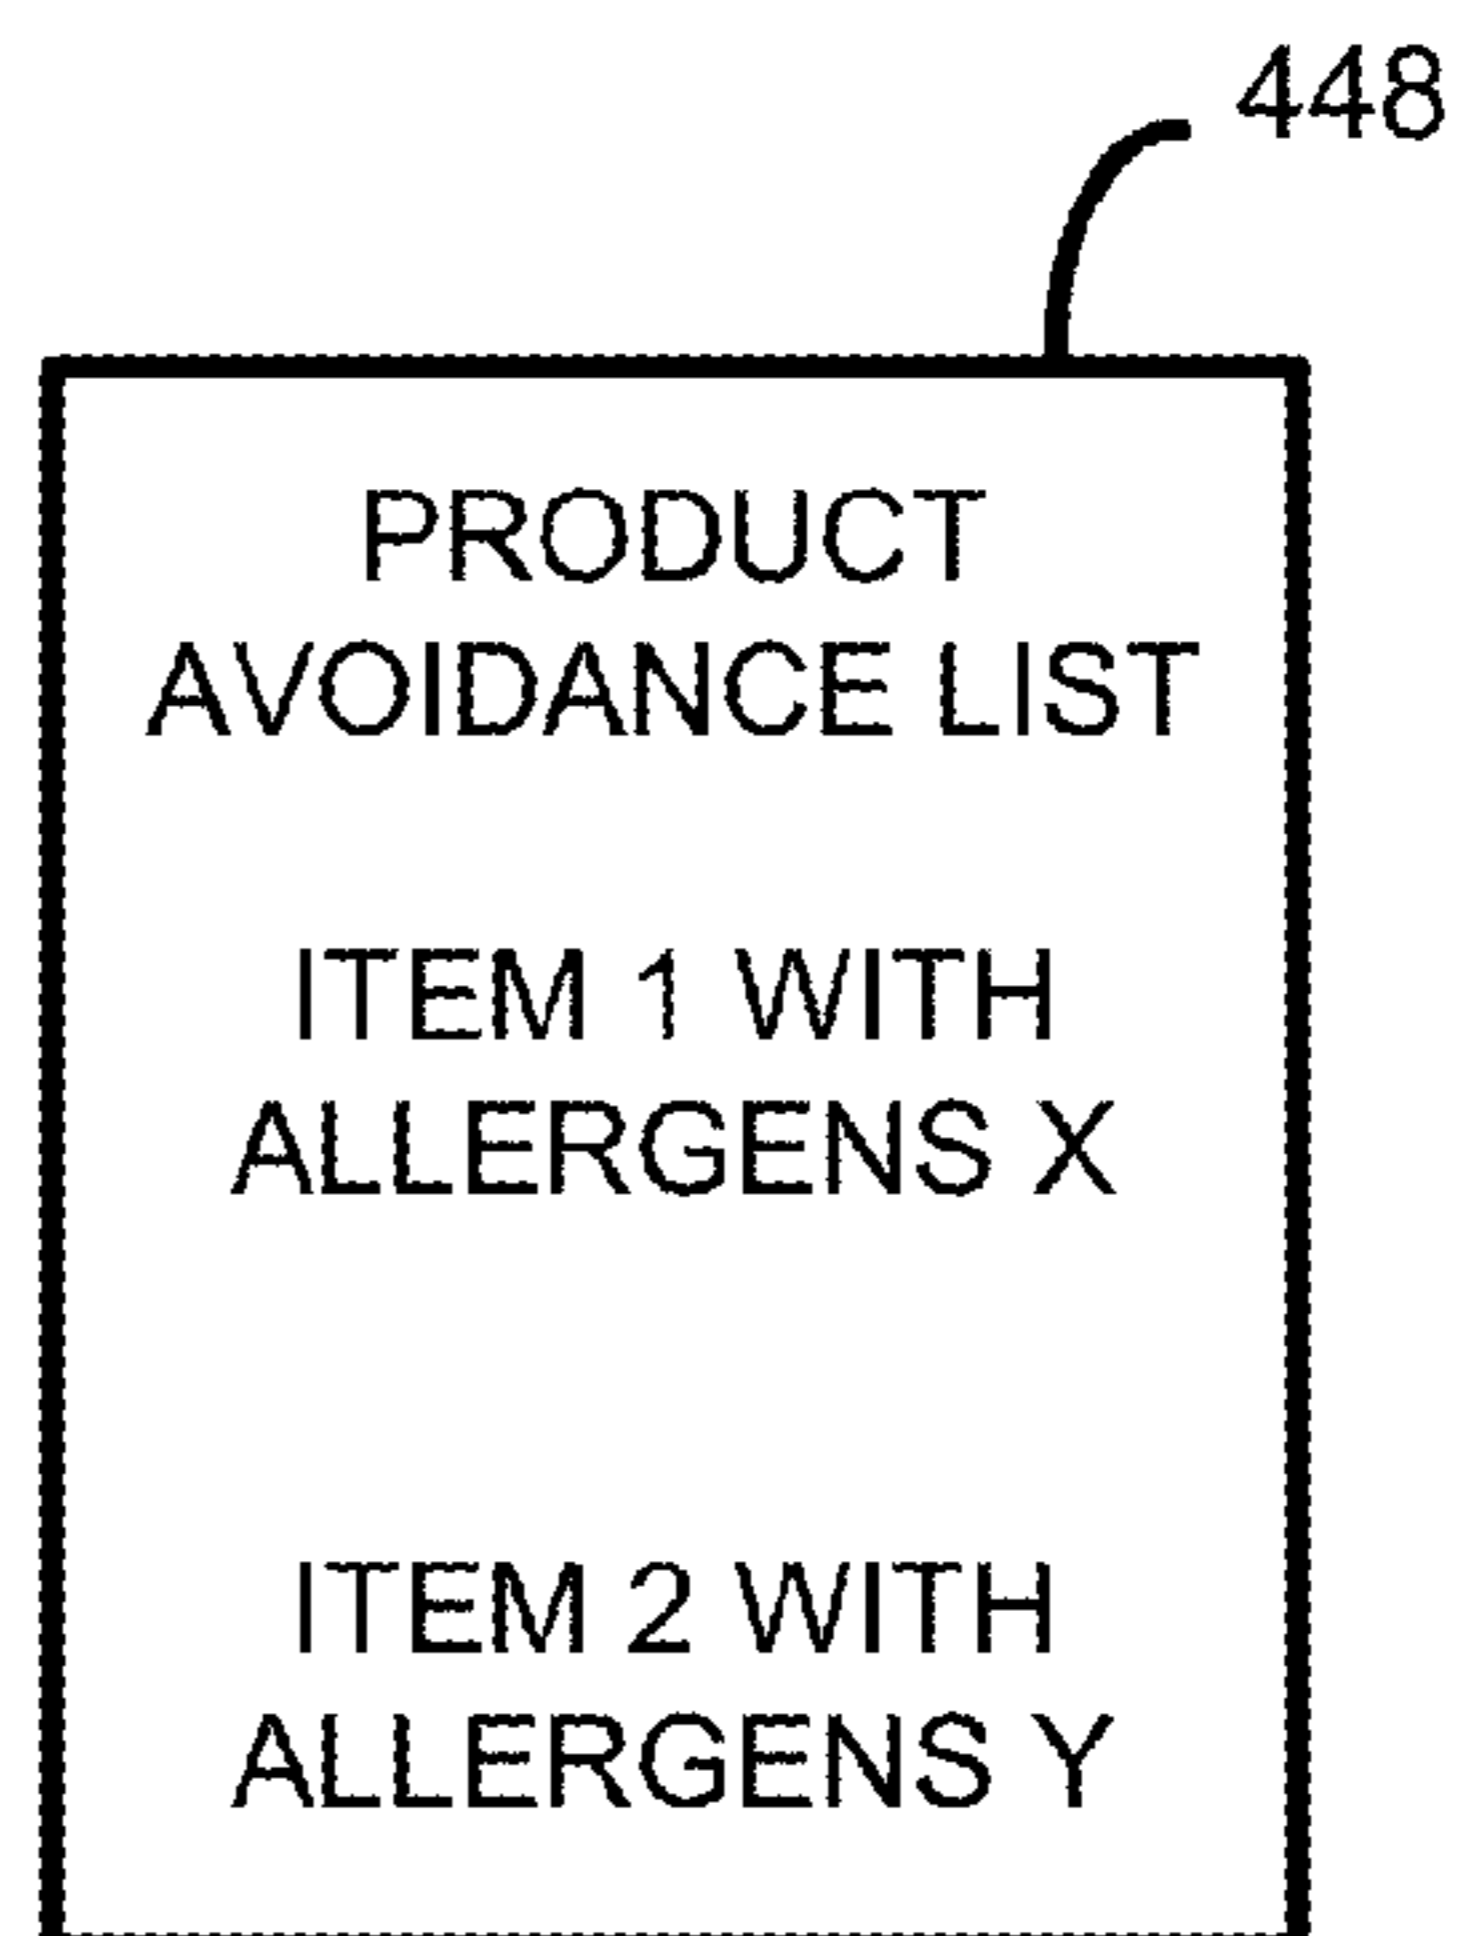 448
PRODUCT
AVOIDANCE LIST
ITEM 1 WITH
ALLERGENS X
ITEM 2 WITH
ALLERGENS Y